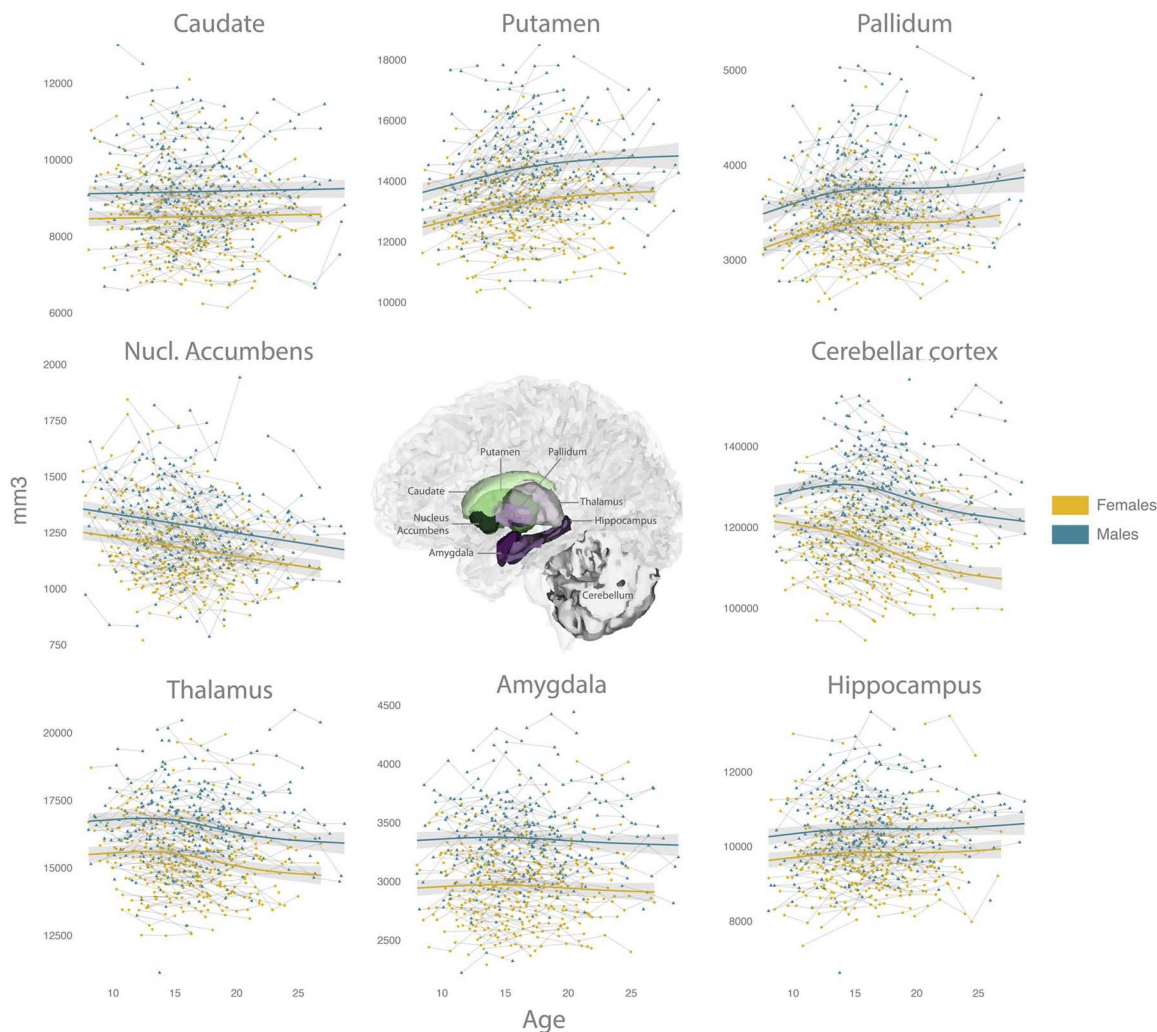 Caudate
Putamen
Pallidum
12000
10000
8000
6000
18000
16000
14000
12000
10000
5000
4000
3000
Nucl. Accumbens
Cerebellar cortex
mm3
2000
1750
1500
1250
1000
750
Putamen
Pallidum
Caudate
Thalamus
Nucleus
Accumbens
Hippocampus
Amygdala
Cerebellum
140000
120000
100000
Females
Males
Thalamus
Amygdala
Hippocampus
20000
17500
15000
12500
4500
4000
3500
3000
2500
12000
10000
8000
10 15 20 25
10 15 20 25
10 15 20 25
Age